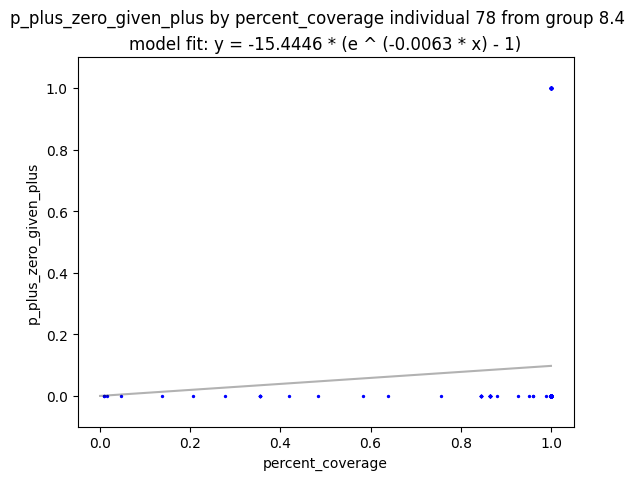 p_plus_zero_given_plus by percent_coverage individual 78 from group 8.4
model fit: y = -15.4446 * (e ^ (-0.0063 * x) - 1)
1.0
0.8
0.6
0.4
0.2
0.0
p_plus_zero_given_plus
0.0 0.2 0.4 0.6 0.8 1.0
percent_coverage